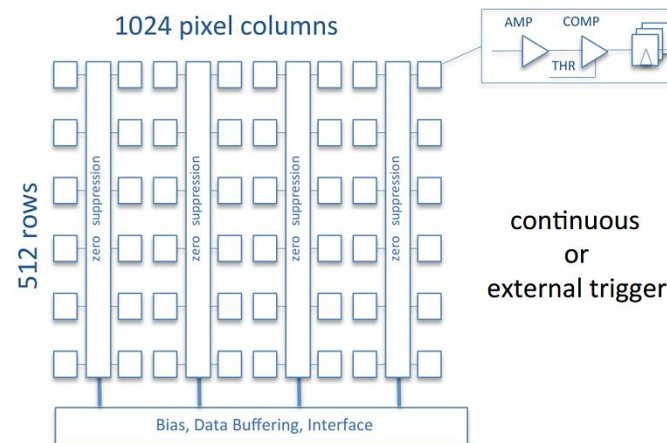 1024 pixel columns
AMP
COMP
THR
512 rows
zero suppression
zero suppression
zero suppression
zero suppression
continuous
or
external trigger
Bias, Data Buffering, Interface